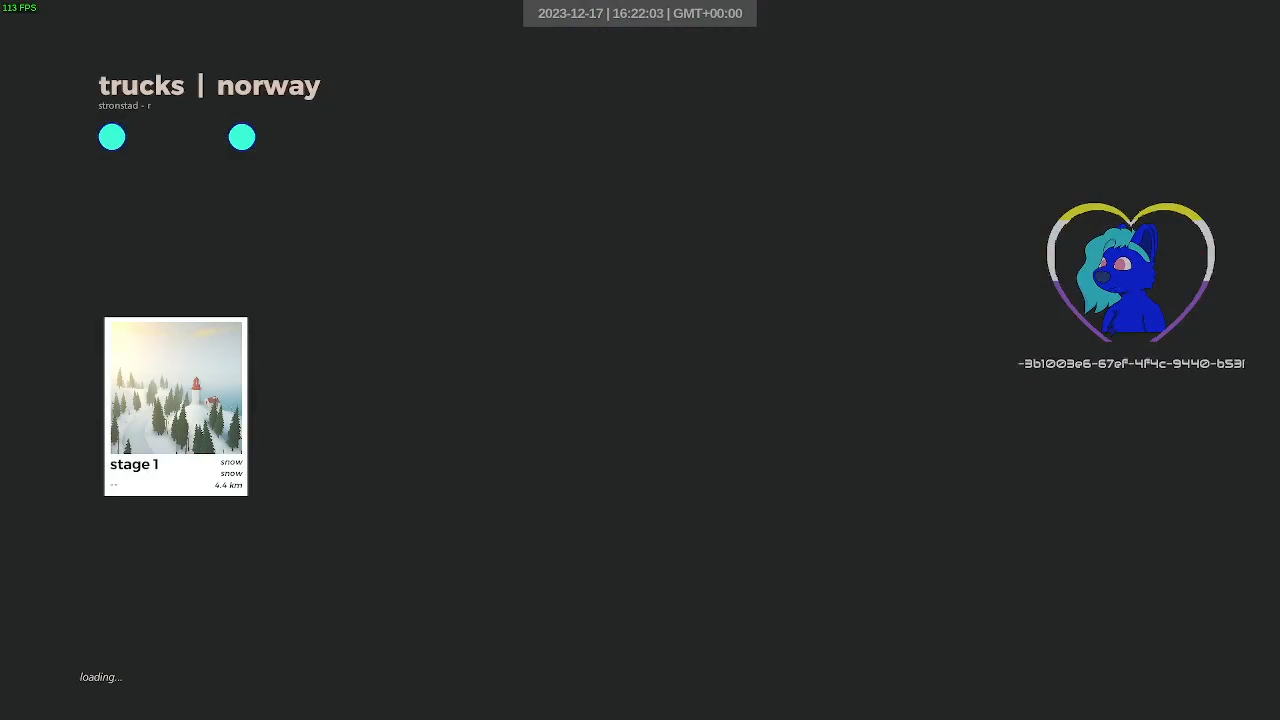 113 FPS
2023-12-17 | 16:22:03 | GMT+00:00
trucks | norway
stronstad - r
-3b1003e6-67ef-4f4c-9440-b53f
stage 1
snow
snow
--
4.4 km
loading...